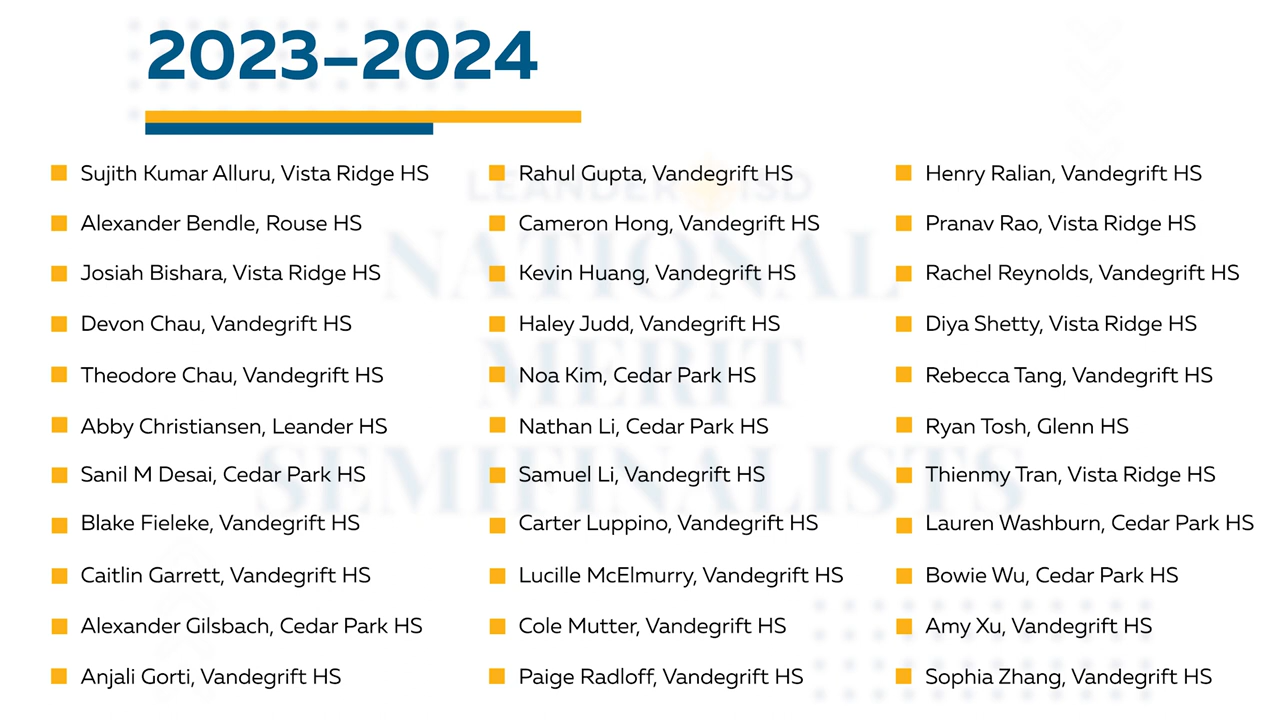 2023–2024
LEANDER ISD
NATIONAL
MERIT
SEMIFINALISTS
Sujith Kumar Alluru, Vista Ridge HS
Alexander Bendle, Rouse HS
Josiah Bishara, Vista Ridge HS
Devon Chau, Vandegrift HS
Theodore Chau, Vandegrift HS
Abby Christiansen, Leander HS
Sanil M Desai, Cedar Park HS
Blake Fieleke, Vandegrift HS
Caitlin Garrett, Vandegrift HS
Alexander Gilsbach, Cedar Park HS
Anjali Gorti, Vandegrift HS
Rahul Gupta, Vandegrift HS
Cameron Hong, Vandegrift HS
Kevin Huang, Vandegrift HS
Haley Judd, Vandegrift HS
Noa Kim, Cedar Park HS
Nathan Li, Cedar Park HS
Samuel Li, Vandegrift HS
Carter Luppino, Vandegrift HS
Lucille McElmurry, Vandegrift HS
Cole Mutter, Vandegrift HS
Paige Radloff, Vandegrift HS
Henry Ralian, Vandegrift HS
Pranav Rao, Vista Ridge HS
Rachel Reynolds, Vandegrift HS
Diya Shetty, Vista Ridge HS
Rebecca Tang, Vandegrift HS
Ryan Tosh, Glenn HS
Thienmy Tran, Vista Ridge HS
Lauren Washburn, Cedar Park HS
Bowie Wu, Cedar Park HS
Amy Xu, Vandegrift HS
Sophia Zhang, Vandegrift HS